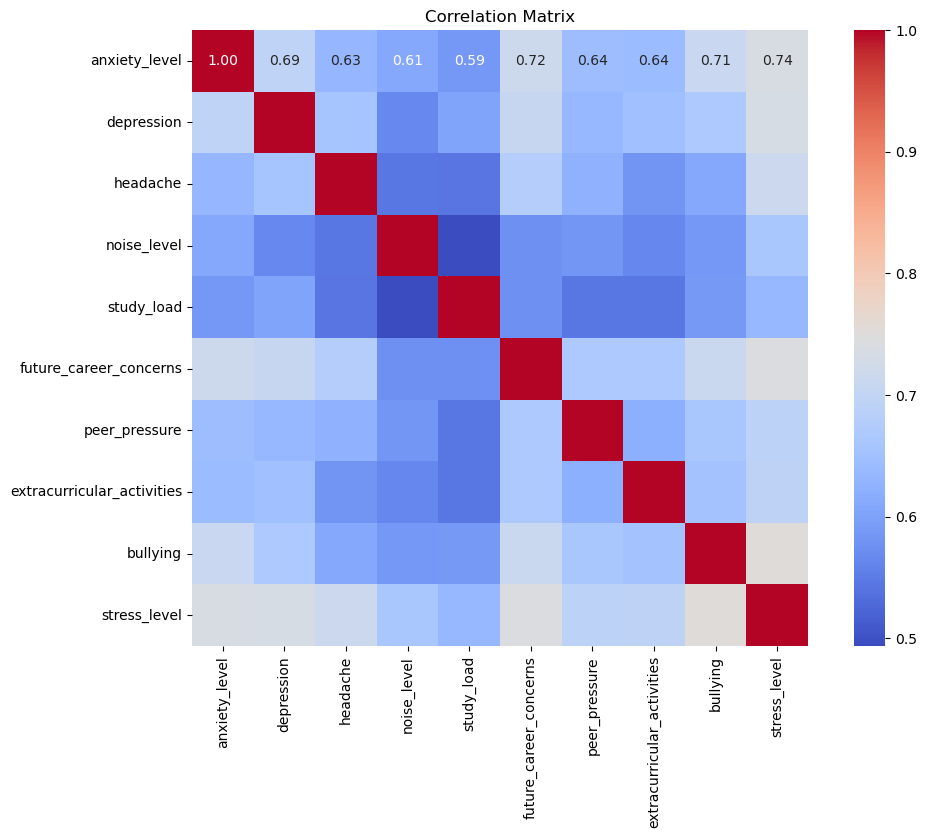 Correlation Matrix
anxiety_level 1.00 0.69 0.63 0.61 0.59 0.72 0.64 0.64 0.71 0.74
depression
headache
noise_level
study_load
future_career_concerns
peer_pressure
extracurricular_activities
bullying
stress_level
anxiety_level
depression
headache
noise_level
study_load
future_career_concerns
peer_pressure
extracurricular_activities
bullying
stress_level
1.0
0.9
0.8
0.7
0.6
0.5